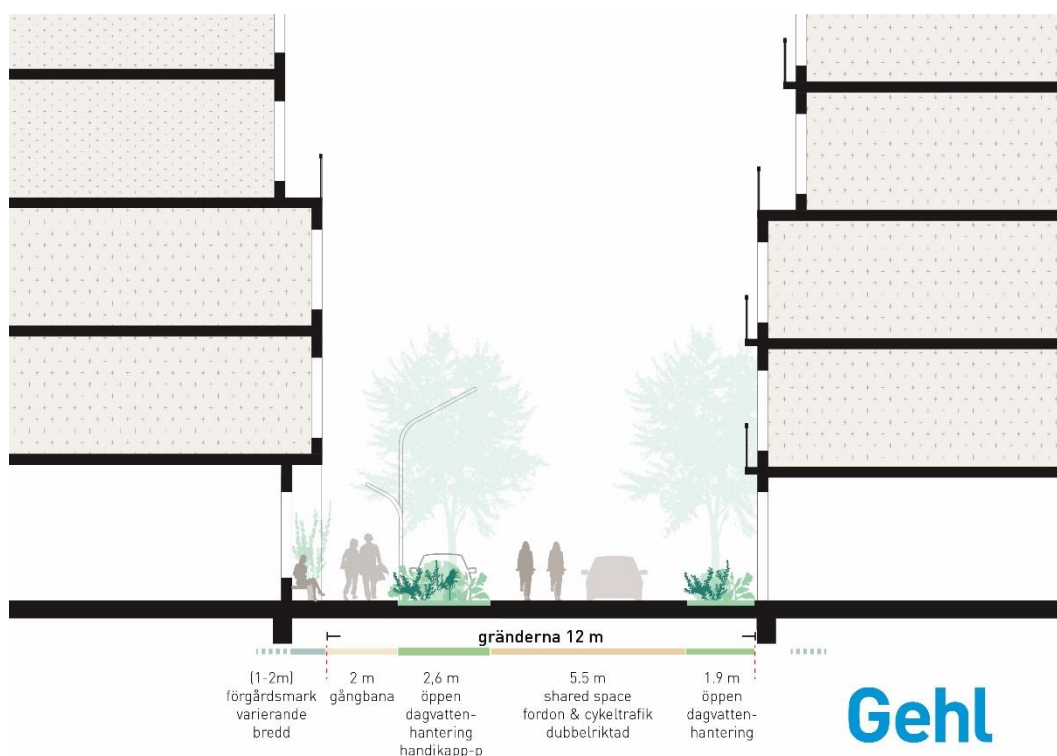 gränderna 12 m
(1-2m)
förgårdsmark
varierande
bredd
2 m
gångbana
2,6 m
öppen
dagvatten-
hantering
handikapp-p
5.5 m
shared space
fordon & cykeltrafik
dubbelriktad
1.9 m
öppen
dagvatten-
hantering
Gehl